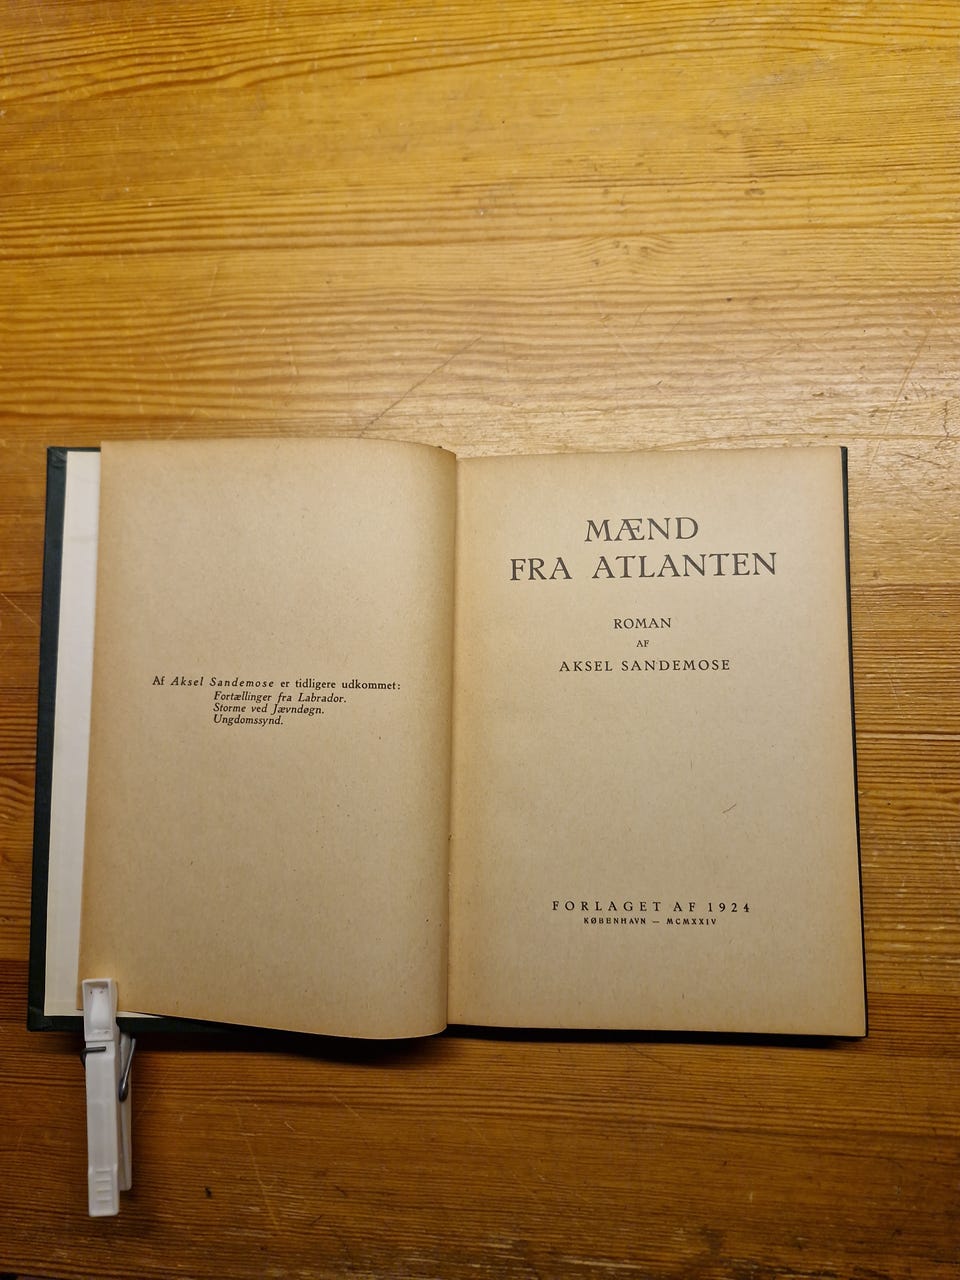 Af Aksel Sandemose er tidligere udkommet:
Fortællinger fra Labrador.
Storme ved Jævndøgn.
Ungdomssynd.
MÆND
FRA ATLANTEN
ROMAN
AF
AKSEL SANDEMOSE
FORLAGET AF 1924
KØBENHAVN — MCMXXIV